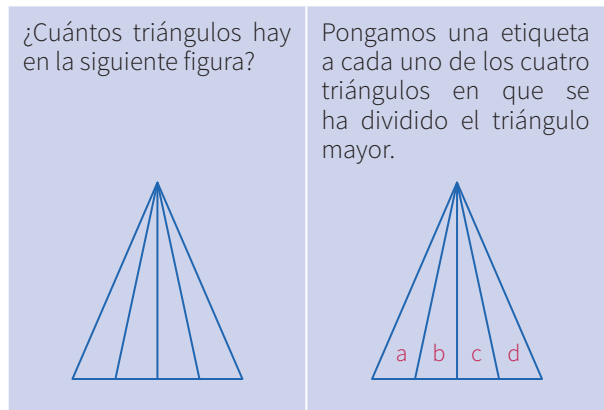 ¿Cuántos triángulos hay
en la siguiente figura?
Pongamos una etiqueta
a cada uno de los cuatro
triángulos en que se
ha dividido el triángulo
mayor.
a b c d